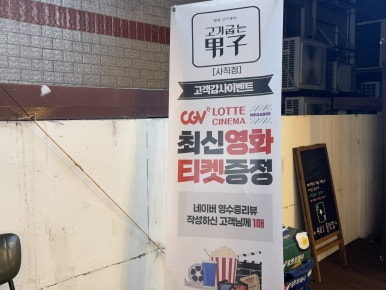 고기굽는
男子
[사직점]
고객감사이벤트
CGV LOTTE CINEMA MEGABOX
최신영화
티켓증정
네이버 영수증리뷰
작성하신 고객님께 1매